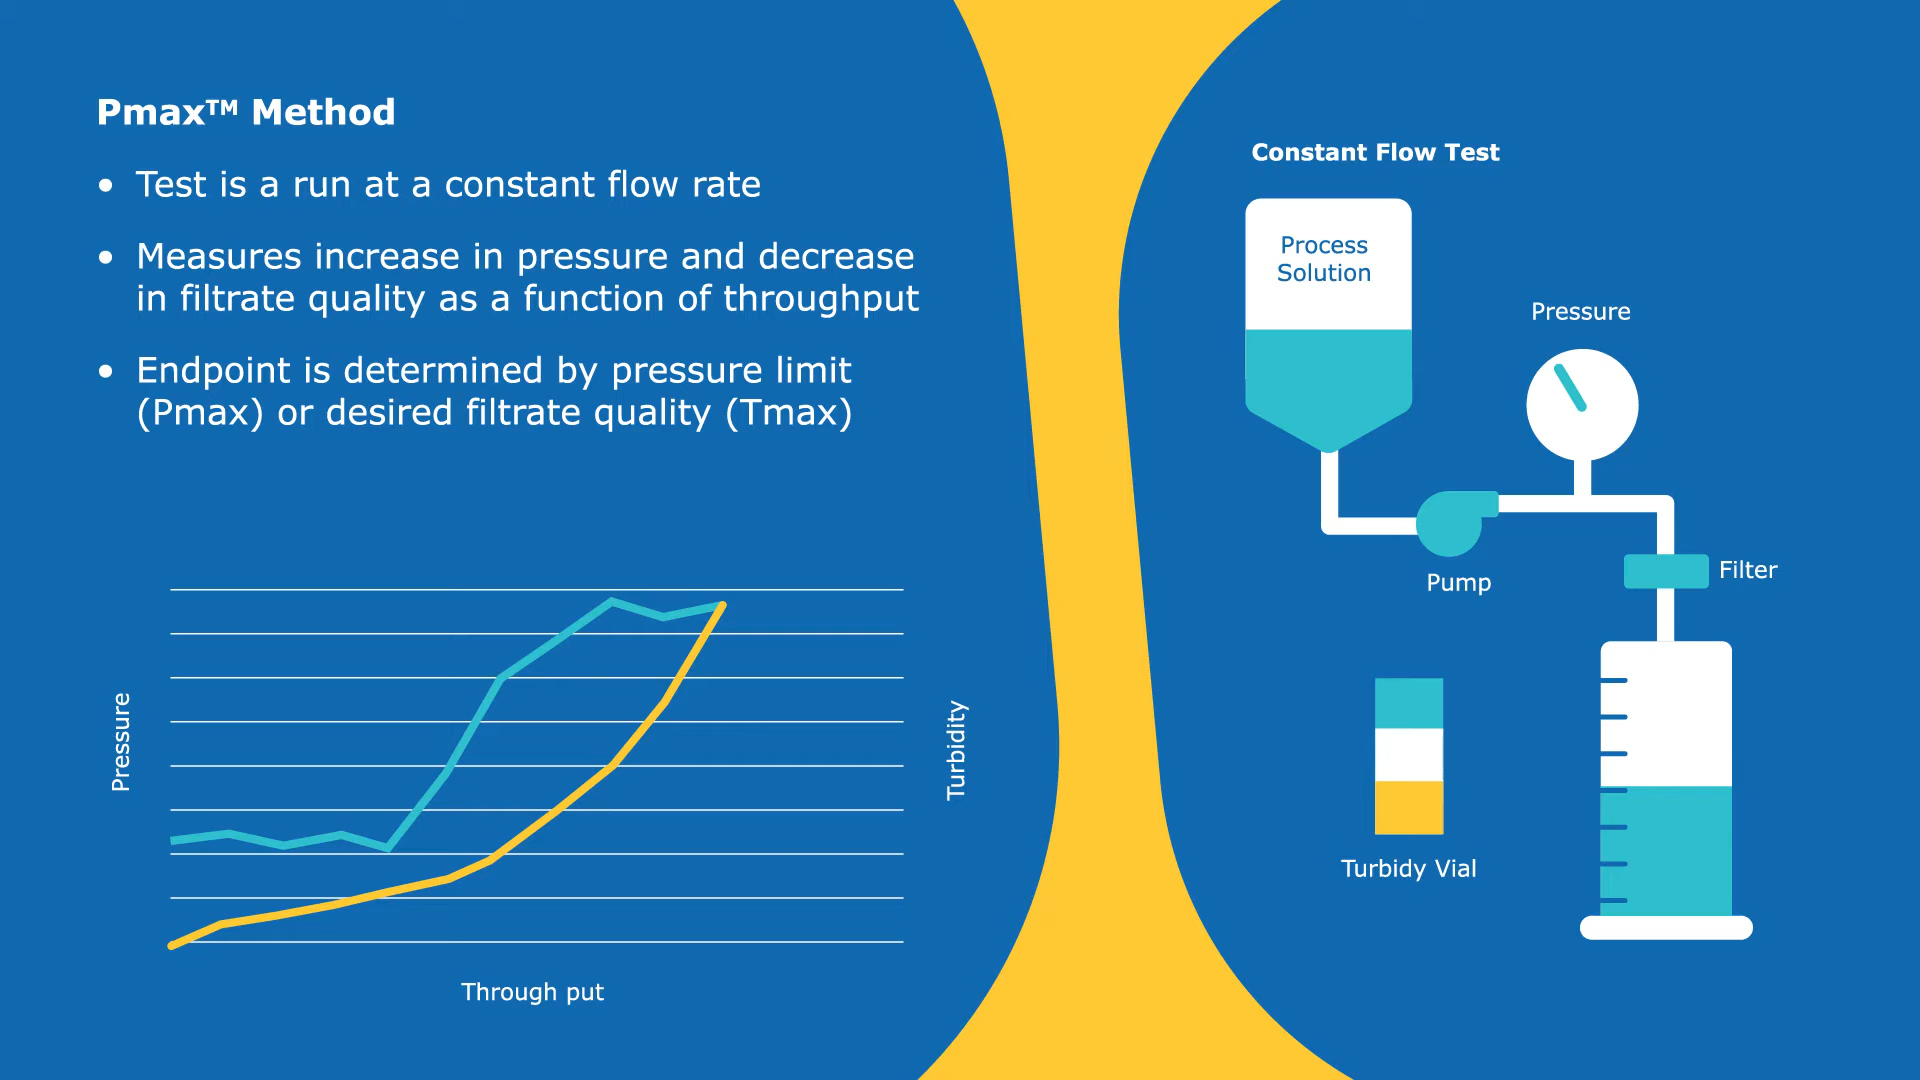 Pmax™ Method
• Test is a run at a constant flow rate
• Measures increase in pressure and decrease
in filtrate quality as a function of throughput
• Endpoint is determined by pressure limit
(Pmax) or desired filtrate quality (Tmax)
Pressure
Turbidity
Through put
Constant Flow Test
Process
Solution
Pressure
Pump
Filter
Turbidy Vial